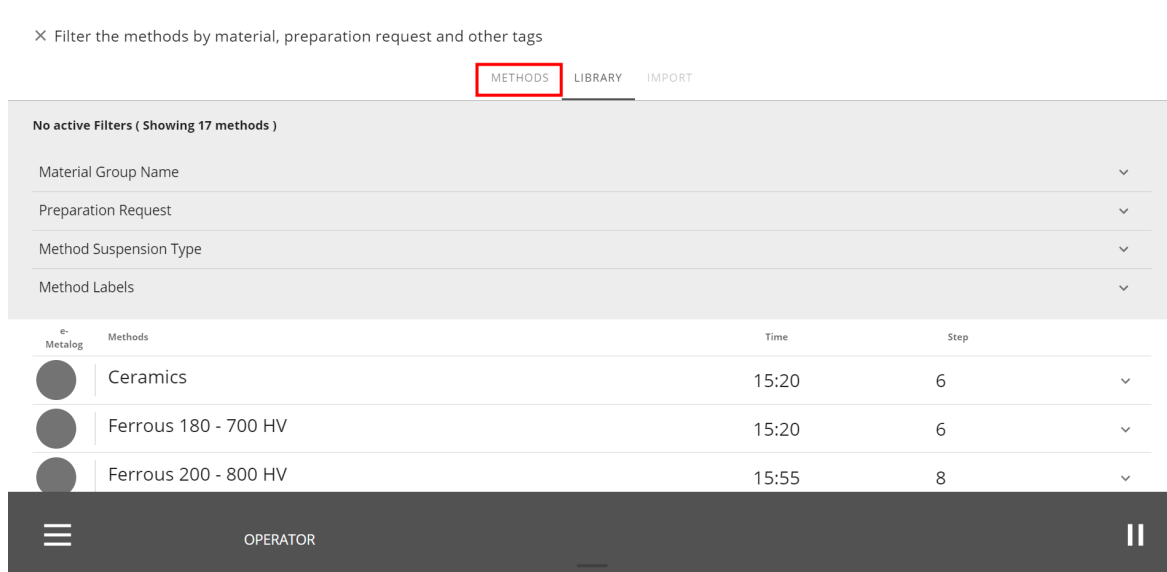 × Filter the methods by material, preparation request and other tags
METHODS LIBRARY IMPORT
No active Filters ( Showing 17 methods )
Material Group Name
Preparation Request
Method Suspension Type
Method Labels
e-
Metalog Methods Time Step
Ceramics 15:20 6
Ferrous 180 - 700 HV 15:20 6
Ferrous 200 - 800 HV 15:55 8
OPERATOR